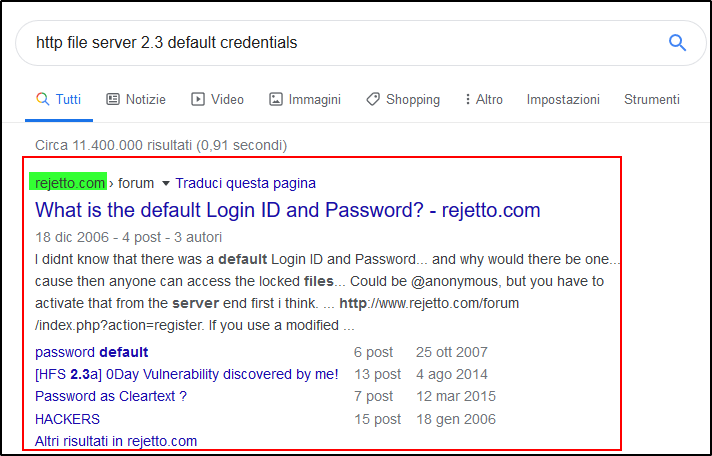 http file server 2.3 default credentials
Tutti Notizie Video Immagini Shopping Altro Impostazioni Strumenti
Circa 11.400.000 risultati (0,91 secondi)
rejetto.com › forum Traduci questa pagina
What is the default Login ID and Password? - rejetto.com
18 dic 2006 - 4 post - 3 autori
I didnt know that there was a default Login ID and Password... and why would there be one...
cause then anyone can access the locked files... Could be @anonymous, but you have to
activate that from the server end first i think. ... http://www.rejetto.com/forum
/index.php?action=register. If you use a modified ...
password default 6 post 25 ott 2007
[HFS 2.3a] 0Day Vulnerability discovered by me! 13 post 4 ago 2014
Password as Cleartext ? 7 post 12 mar 2015
HACKERS 15 post 18 gen 2006
Altri risultati in rejetto.com